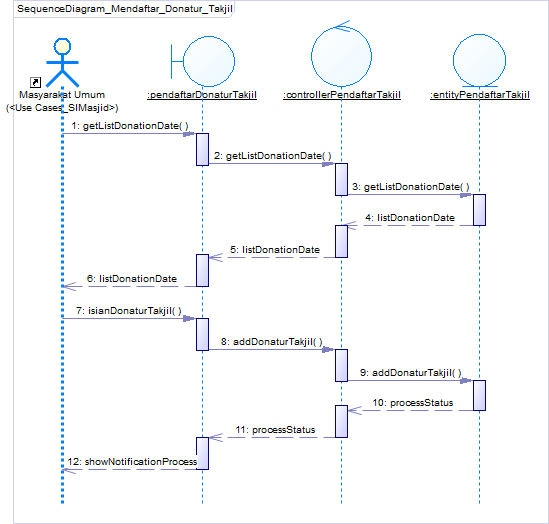 SequenceDiagram_Mendaftar_Donatur_Takjil
Masyarakat Umum
(<Use Cases_SIMasjid>)
:pendaftarDonaturTakjil
:controllerPendaftarTakjil
:entityPendaftarTakjil
1: getListDonationDate( )
2: getListDonationDate( )
3: getListDonationDate( )
4: listDonationDate
5: listDonationDate
6: listDonationDate
7: isianDonaturTakjil( )
8: addDonaturTakjil( )
9: addDonaturTakjil( )
10: processStatus
11: processStatus
12: showNotificationProcess